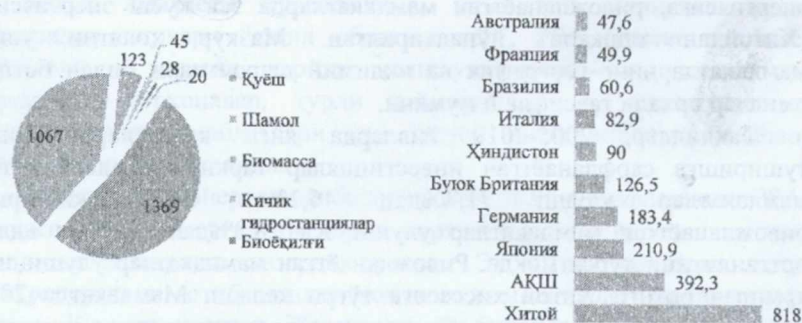 123
45
28
20
1067
1369
Қуёш
Шамол
Биомасса
Кичик
гидростанциялар
Биоёқилғи
Австралия 47,6
Франция 49,9
Бразилия 60,6
Италия 82,9
Ҳиндистон 90
Буюк Британия 126,5
Германия 183,4
Япония 210,9
АҚШ 392,3
Хитой 818